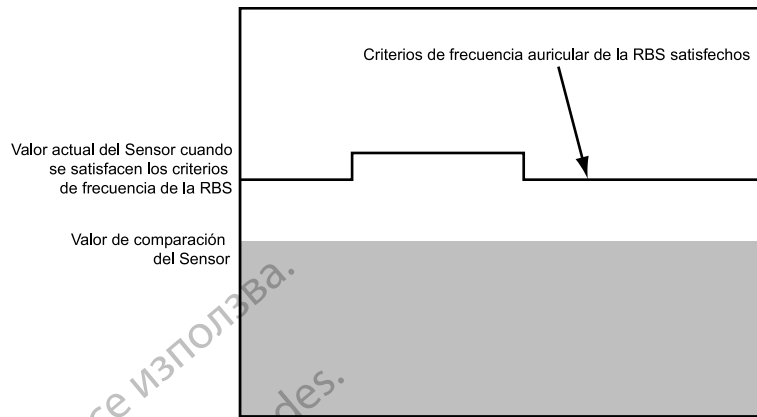 Criterios de frecuencia auricular de la RBS satisfechos
Valor actual del Sensor cuando
se satisfacen los criterios
de frecuencia de la RBS
Valor de comparación
del Sensor
се използва.
des.